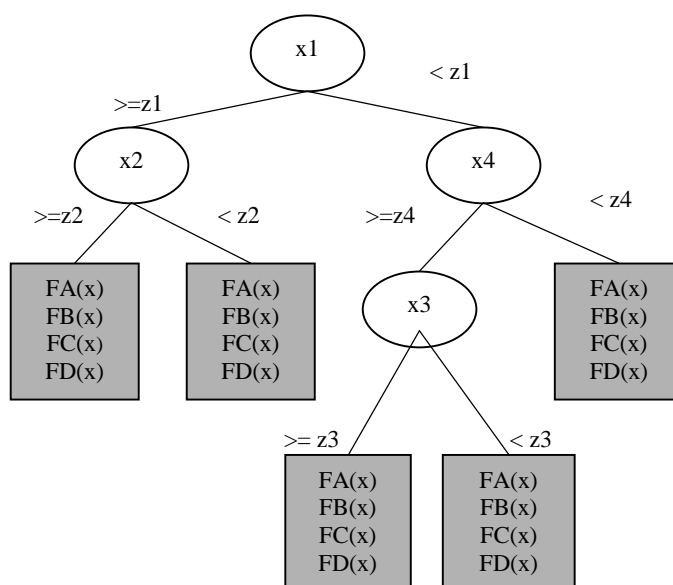 x1
< z1
>=z1
x2
x4
>=z2
< z2
>=z4
< z4
FA(x)
FB(x)
FC(x)
FD(x)
FA(x)
FB(x)
FC(x)
FD(x)
x3
FA(x)
FB(x)
FC(x)
FD(x)
>= z3
< z3
FA(x)
FB(x)
FC(x)
FD(x)
FA(x)
FB(x)
FC(x)
FD(x)